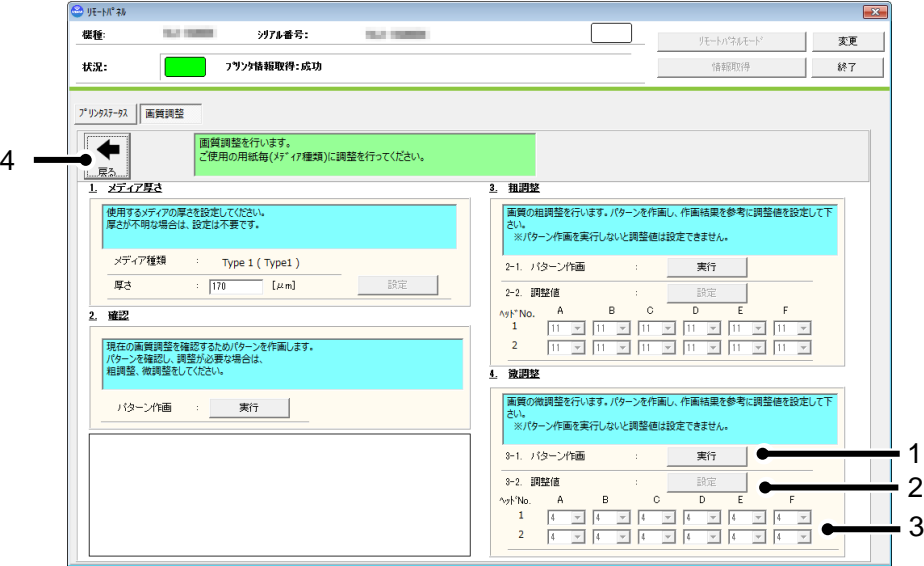 リモートパネル
機種:
シリアル番号:
リモートパネルモード
変更
状況:
プリンタ情報取得:成功
情報取得
終了
プリンタステータス
画質調整
戻る
画質調整を行います。
ご使用の用紙毎(メディア種類)に調整を行ってください。
4
1. メディア厚さ
使用するメディアの厚さを設定してください。
厚さが不明な場合は、設定は不要です。
メディア種類 : Type 1 ( Type1 )
厚さ : 170 [μm] 設定
2. 確認
現在の画質調整を確認するためパターンを作画します。
パターンを確認し、調整が必要な場合は、
粗調整、微調整をしてください。
パターン作画 : 実行
3. 粗調整
画質の粗調整を行います。パターンを作画し、作画結果を参考に調整値を設定して下
さい。
※パターン作画を実行しないと調整値は設定できません。
2-1. パターン作画 : 実行
2-2. 調整値 : 設定
ヘッドNo. A B C D E F
1 11 11 11 11 11 11
2 11 11 11 11 11 11
4. 微調整
画質の微調整を行います。パターンを作画し、作画結果を参考に調整値を設定して下
さい。
※パターン作画を実行しないと調整値は設定できません。
3-1. パターン作画 : 実行
1
3-2. 調整値 : 設定
2
ヘッドNo. A B C D E F
1 4 4 4 4 4 4
3
2 4 4 4 4 4 4